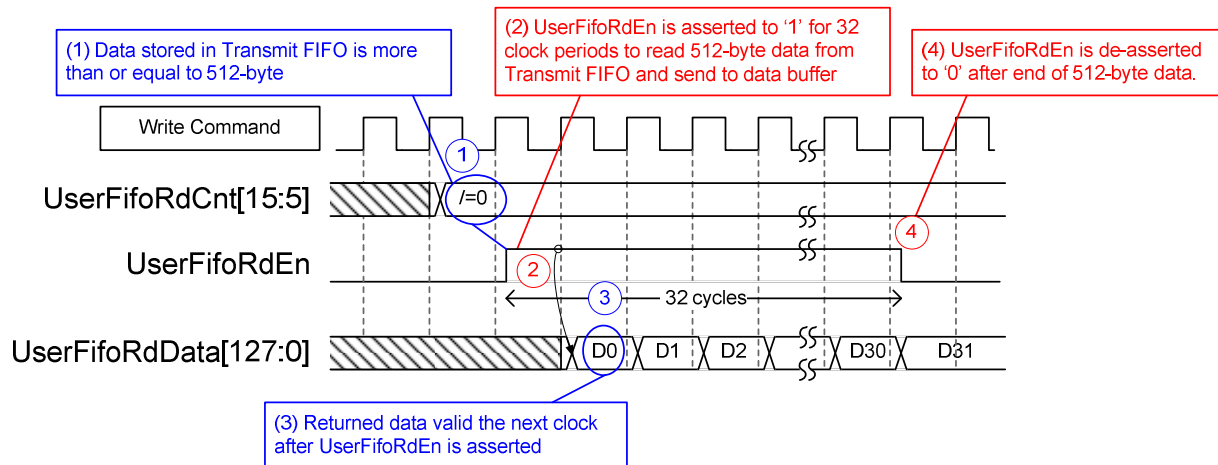 (1) Data stored in Transmit FIFO is more
than or equal to 512-byte
(2) UserFifoRdEn is asserted to ‘1’ for 32
clock periods to read 512-byte data from
Transmit FIFO and send to data buffer
(4) UserFifoRdEn is de-asserted
to ‘0’ after end of 512-byte data.
Write Command
1
UserFifoRdCnt[15:5]
/=0
4
UserFifoRdEn
2
3
32 cycles
UserFifoRdData[127:0]
D0
D1
D2
D30
D31
(3) Returned data valid the next clock
after UserFifoRdEn is asserted